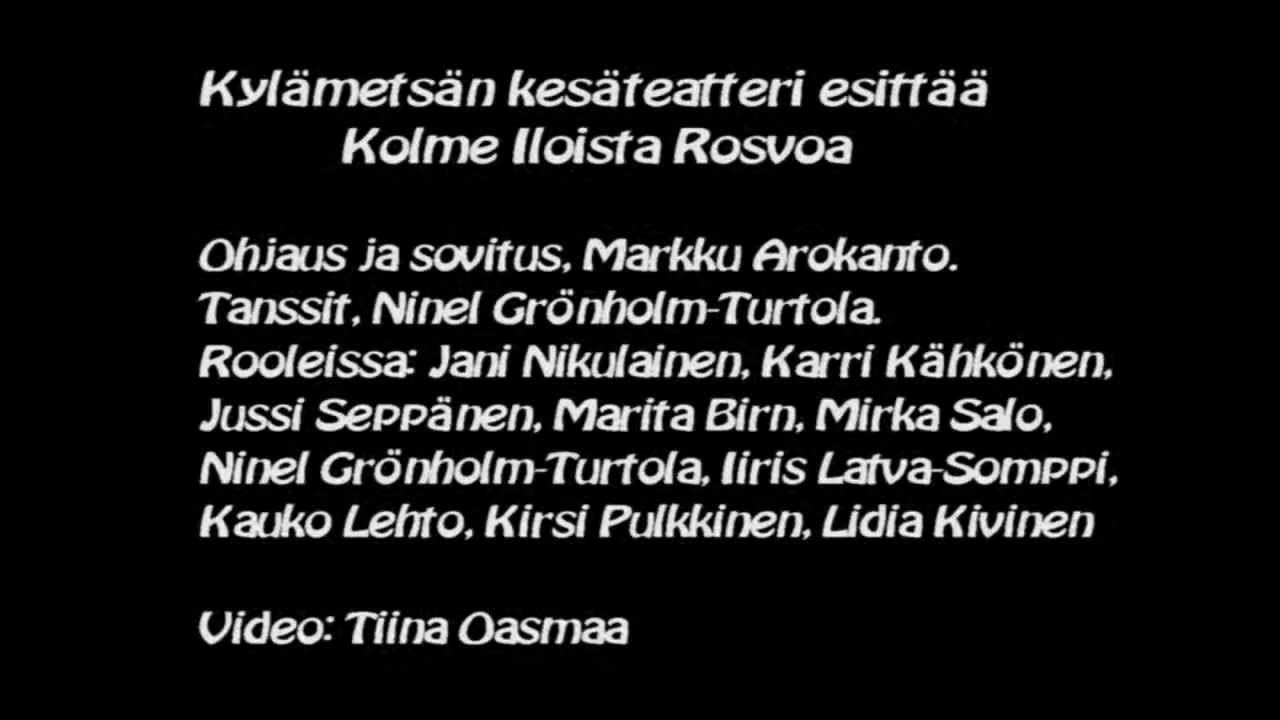 Kylämetsän kesäteatteri esittää
Kolme Iloista Rosvoa
Ohjaus ja sovitus, Markku Arokanto.
Tanssit, Ninel Grönholm-Turtola.
Rooleissa: Jani Nikulainen, Karri Kähkönen,
Jussi Seppänen, Marita Birn, Mirka Salo,
Ninel Grönholm-Turtola, Iiris Latva-Somppi,
Kauko Lehto, Kirsi Pulkkinen, Lidia Kivinen
Video: Tiina Oasmaa